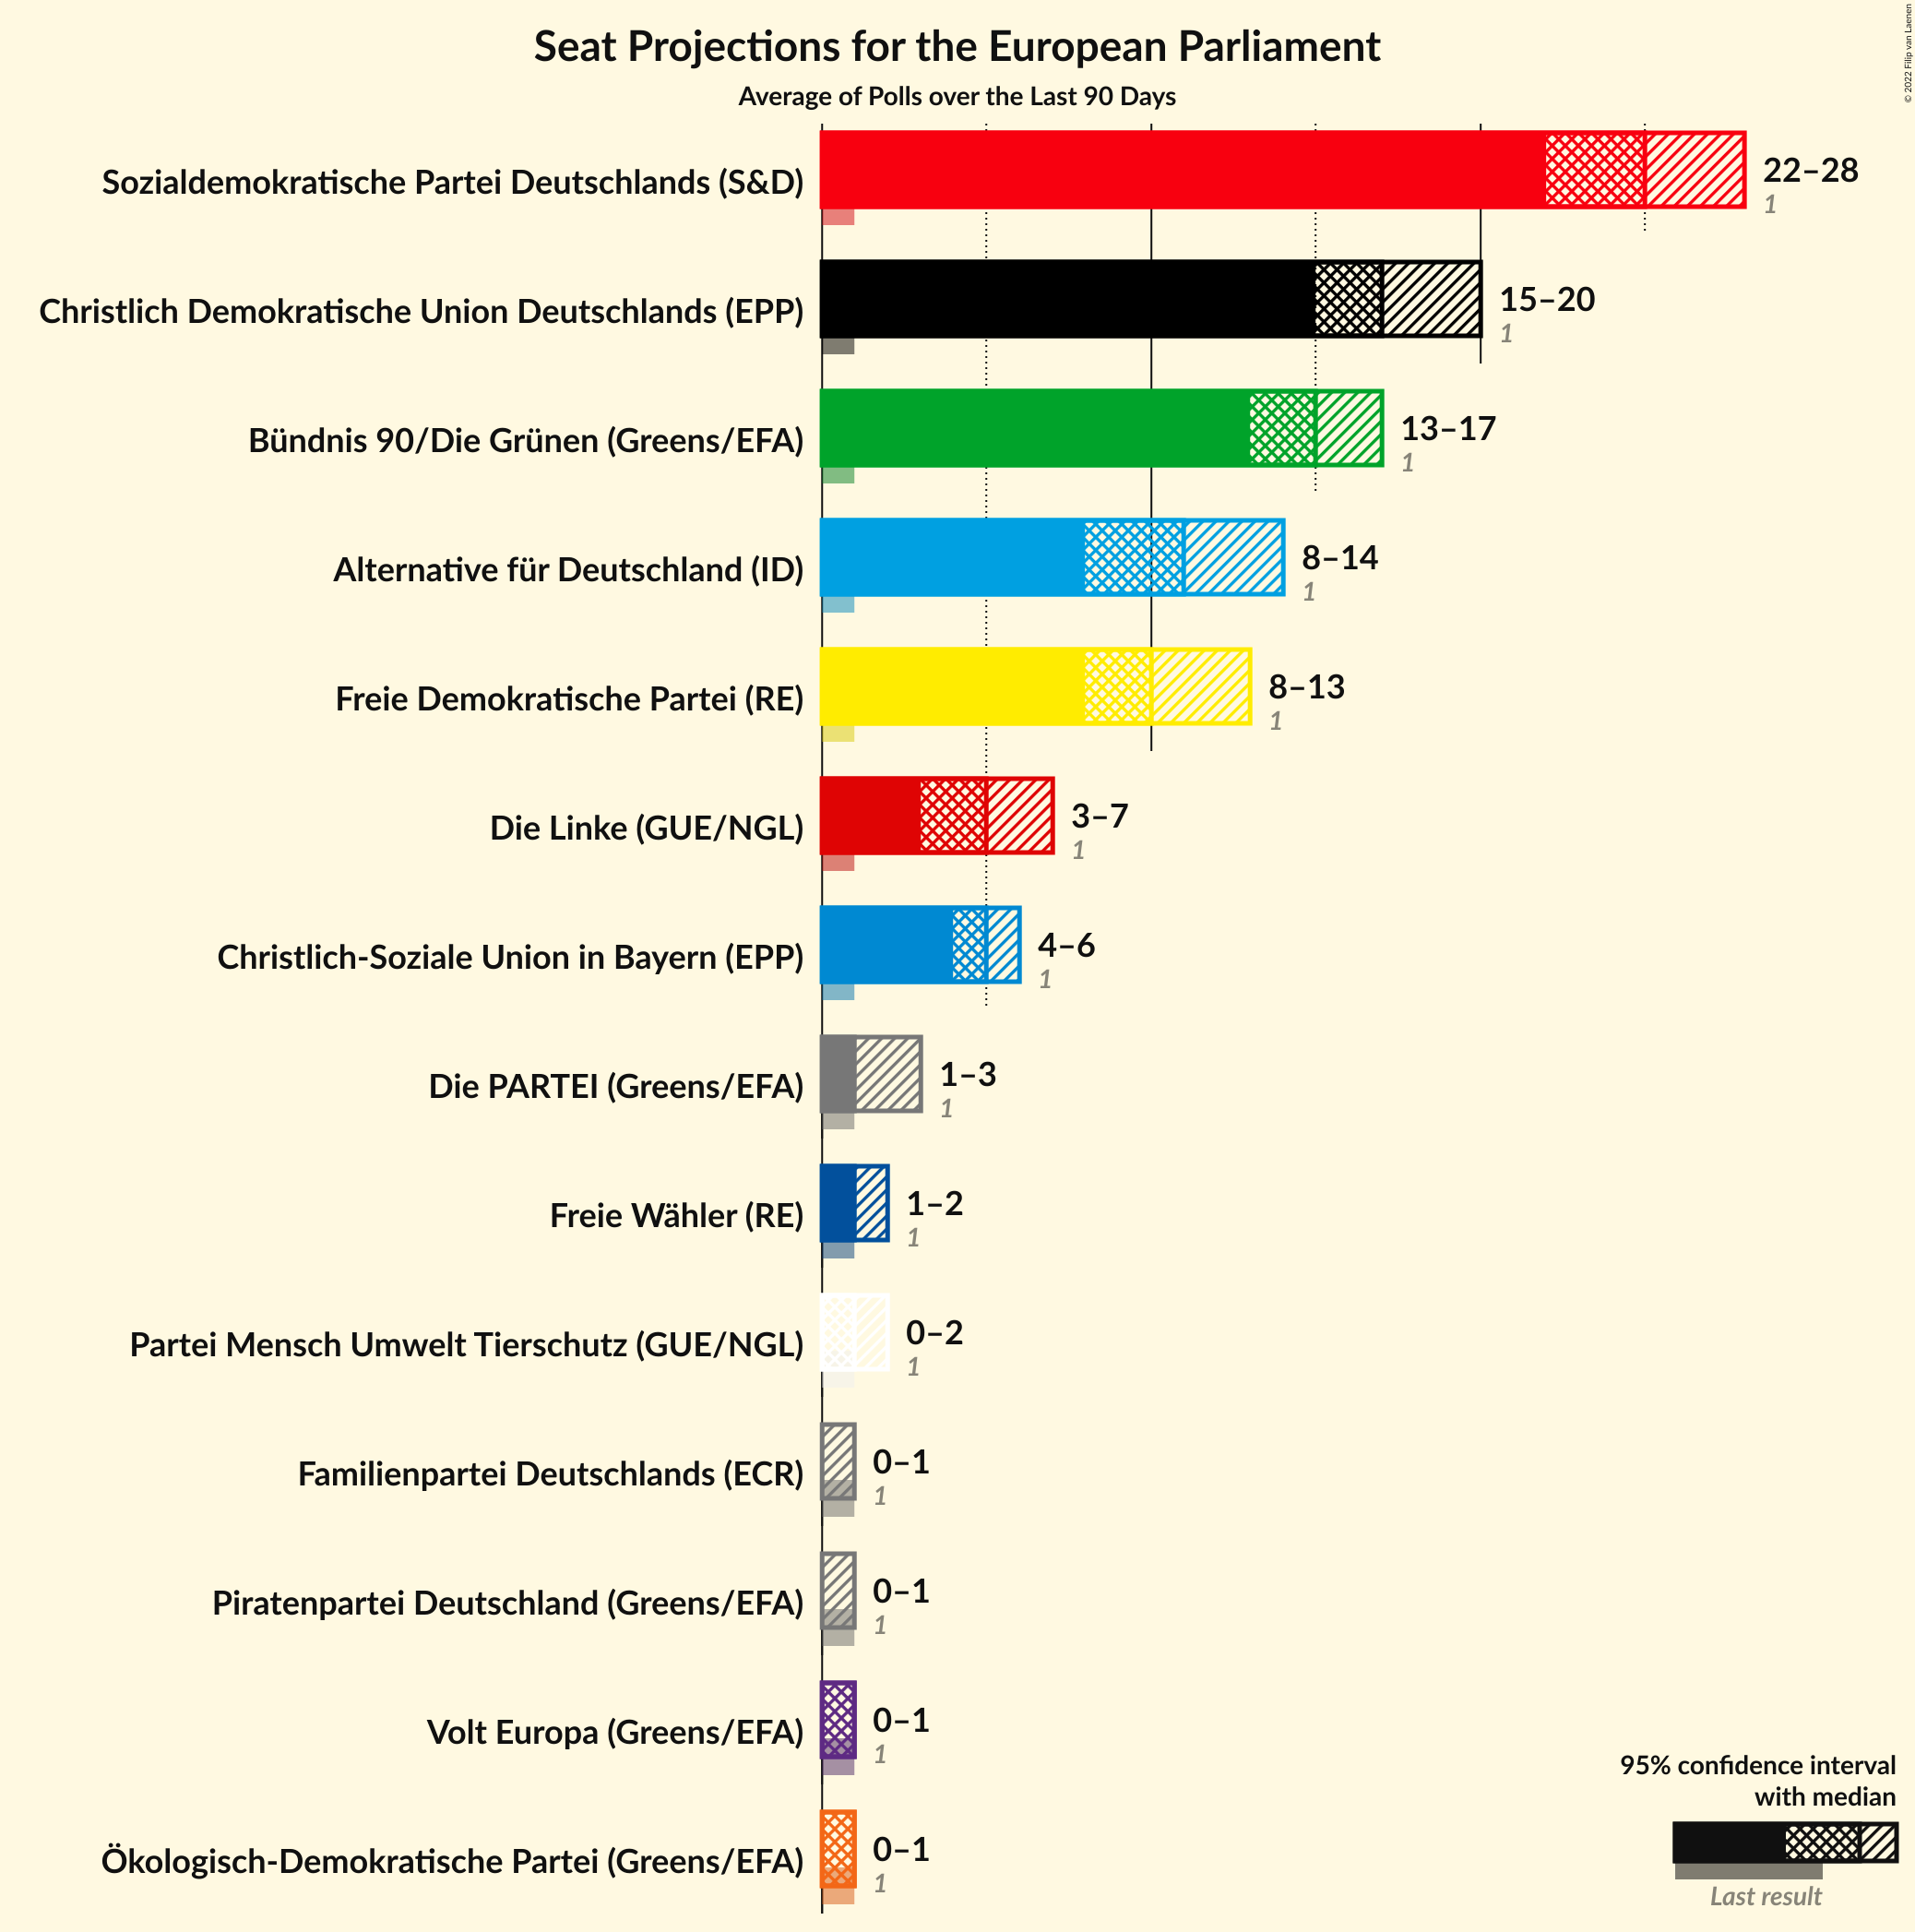 Seat Projections for the European Parliament
Average of Polls over the Last 90 Days
© 2022 Filip van Laenen
Sozialdemokratische Partei Deutschlands (S&D)
22–28
1
Christlich Demokratische Union Deutschlands (EPP)
15–20
1
Bündnis 90/Die Grünen (Greens/EFA)
13–17
1
Alternative für Deutschland (ID)
8–14
1
Freie Demokratische Partei (RE)
8–13
1
Die Linke (GUE/NGL)
3–7
1
Christlich-Soziale Union in Bayern (EPP)
4–6
1
Die PARTEI (Greens/EFA)
1–3
1
Freie Wähler (RE)
1–2
1
Partei Mensch Umwelt Tierschutz (GUE/NGL)
0–2
1
Familienpartei Deutschlands (ECR)
0–1
1
Piratenpartei Deutschland (Greens/EFA)
0–1
1
Volt Europa (Greens/EFA)
0–1
1
Ökologisch-Demokratische Partei (Greens/EFA)
0–1
1
95% confidence interval
with median
Last result